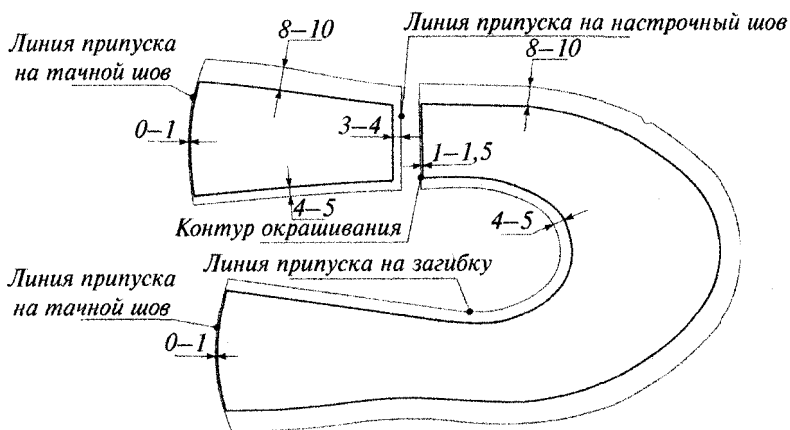 Линия припуска на настрочный шов
8–10
8–10
Линия припуска
на тачной шов
0–1
3–4
1–1,5
4–5
4–5
Контур окрашивания
Линия припуска на загибку
Линия припуска
на тачной шов
0–1